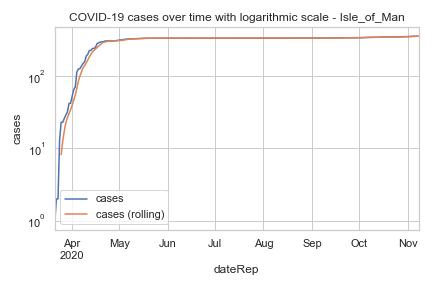 COVID-19 cases over time with logarithmic scale - Isle_of_Man
cases
10²
10¹
10⁰
cases
cases (rolling)
Apr May Jun Jul Aug Sep Oct Nov
2020
dateRep